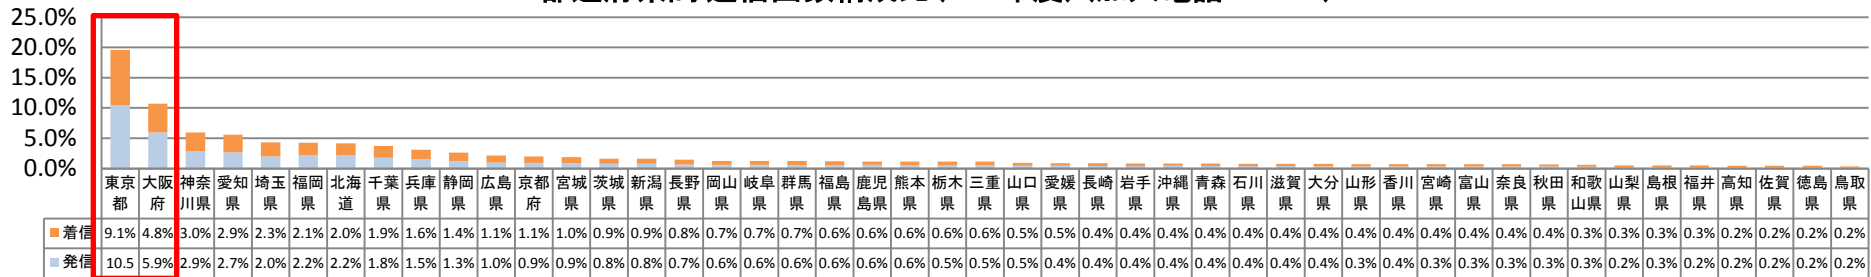 25.0%
20.0%
15.0%
10.0%
5.0%
0.0%
東京 大阪 神奈 愛知 埼玉 福岡 北海 千葉 兵庫 静岡 広島 京都 宮城 茨城 新潟 長野 岡山 岐阜 群馬 福島 鹿児 熊本 栃木 三重 山口 愛媛 長崎 岩手 沖縄 青森 石川 滋賀 大分 山形 香川 宮崎 富山 奈良 秋田 和歌 山梨 島根 福井 高知 佐賀 徳島 鳥取
都 府 川県 県 県 県 道 県 県 県 県 府 県 県 県 県 県 県 県 県 島県 県 県 県 県 県 県 県 県 県 県 県 県 県 県 県 県 県 県 山県 県 県 県 県 県 県 県
着信 9.1% 4.8% 3.0% 2.9% 2.3% 2.1% 2.0% 1.9% 1.6% 1.4% 1.1% 1.1% 1.0% 0.9% 0.9% 0.8% 0.7% 0.7% 0.7% 0.6% 0.6% 0.6% 0.6% 0.6% 0.5% 0.5% 0.4% 0.4% 0.4% 0.4% 0.4% 0.4% 0.4% 0.4% 0.4% 0.4% 0.4% 0.4% 0.4% 0.3% 0.3% 0.3% 0.3% 0.2% 0.2% 0.2% 0.2%
発信 10.5 5.9% 2.9% 2.7% 2.0% 2.2% 2.2% 1.8% 1.5% 1.3% 1.0% 0.9% 0.9% 0.8% 0.8% 0.7% 0.6% 0.6% 0.6% 0.6% 0.6% 0.6% 0.5% 0.5% 0.5% 0.4% 0.4% 0.4% 0.4% 0.4% 0.4% 0.4% 0.4% 0.3% 0.4% 0.3% 0.3% 0.3% 0.3% 0.3% 0.2% 0.3% 0.2% 0.2% 0.2% 0.2% 0.2%